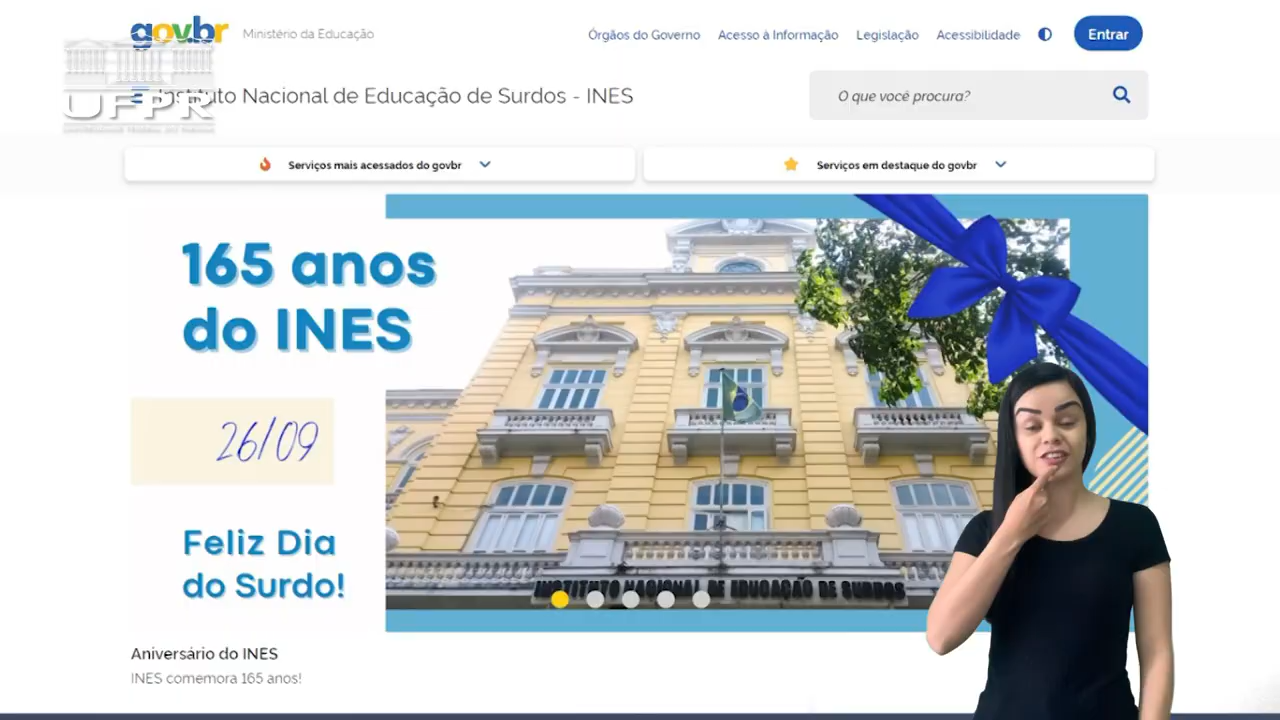 gov.br
Ministério da Educação
Órgãos do Governo
Acesso à Informação
Legislação
Acessibilidade
Entrar
UFPR
Instituto Nacional de Educação de Surdos - INES
O que você procura?
Serviços mais acessados do govbr
Serviços em destaque do govbr
165 anos
do INES
26/09
Feliz Dia
do Surdo!
INSTITUTO NACIONAL DE EDUCAÇÃO DE SURDOS
Aniversário do INES
INES comemora 165 anos!